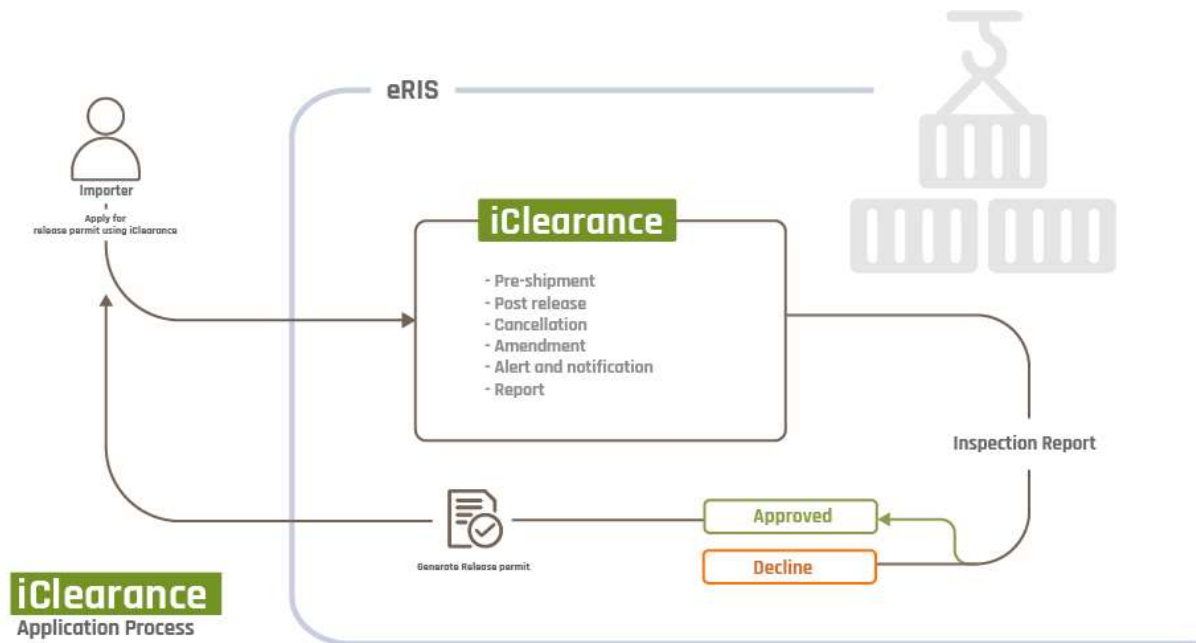 eRIS
Importer
Apply for
release permit using iClearance
iClearance
- Pre-shipment
- Post release
- Cancellation
- Amendment
- Alert and notification
- Report
Inspection Report
Approved
Decline
Generate Release permit
iClearance
Application Process